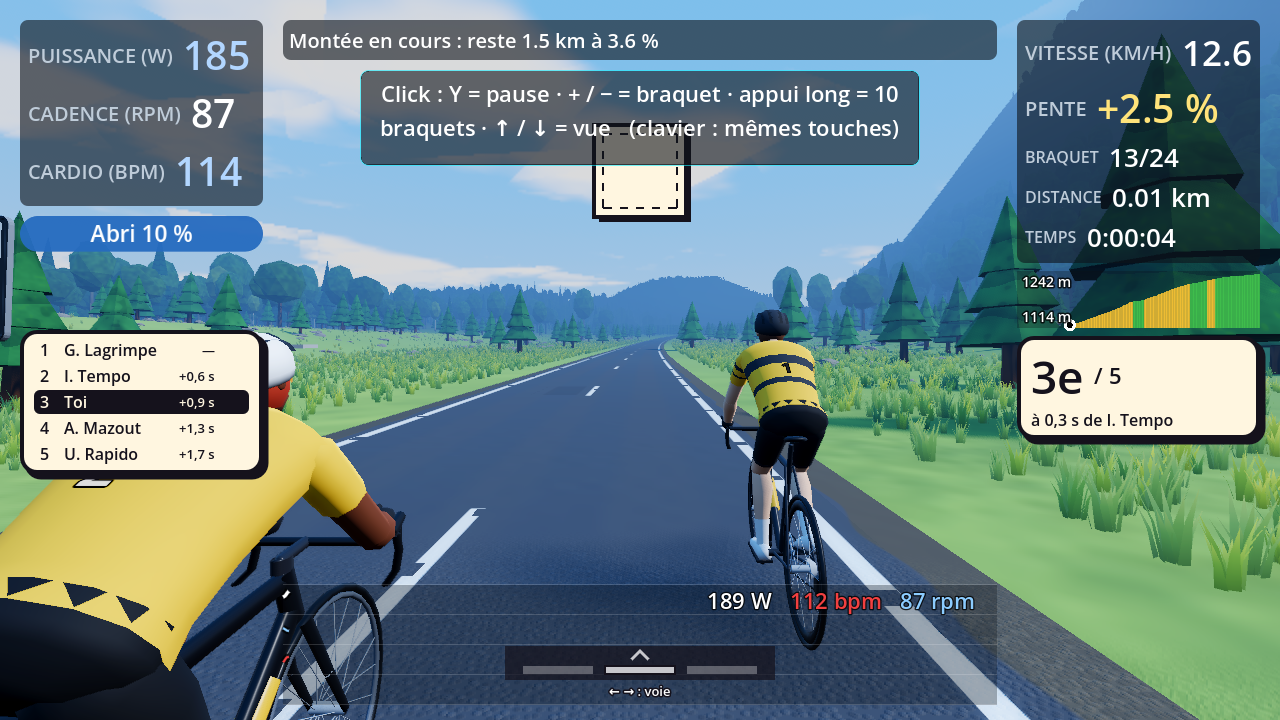 PUISSANCE (W) 185
CADENCE (RPM) 87
CARDIO (BPM) 114
Abri 10 %
Montée en cours : reste 1.5 km à 3.6 %
Click : Y = pause · + / − = braquet · appui long = 10
braquets · ↑ / ↓ = vue (clavier : mêmes touches)
VITESSE (KM/H) 12.6
PENTE +2.5 %
BRAQUET 13/24
DISTANCE 0.01 km
TEMPS 0:00:04
1242 m
1114 m
1 G. Lagrimpe —
2 I. Tempo +0,6 s
3 Toi +0,9 s
4 A. Mazout +1,3 s
5 U. Rapido +1,7 s
3e / 5
à 0,3 s de I. Tempo
1
189 W 112 bpm 87 rpm
← → : voie